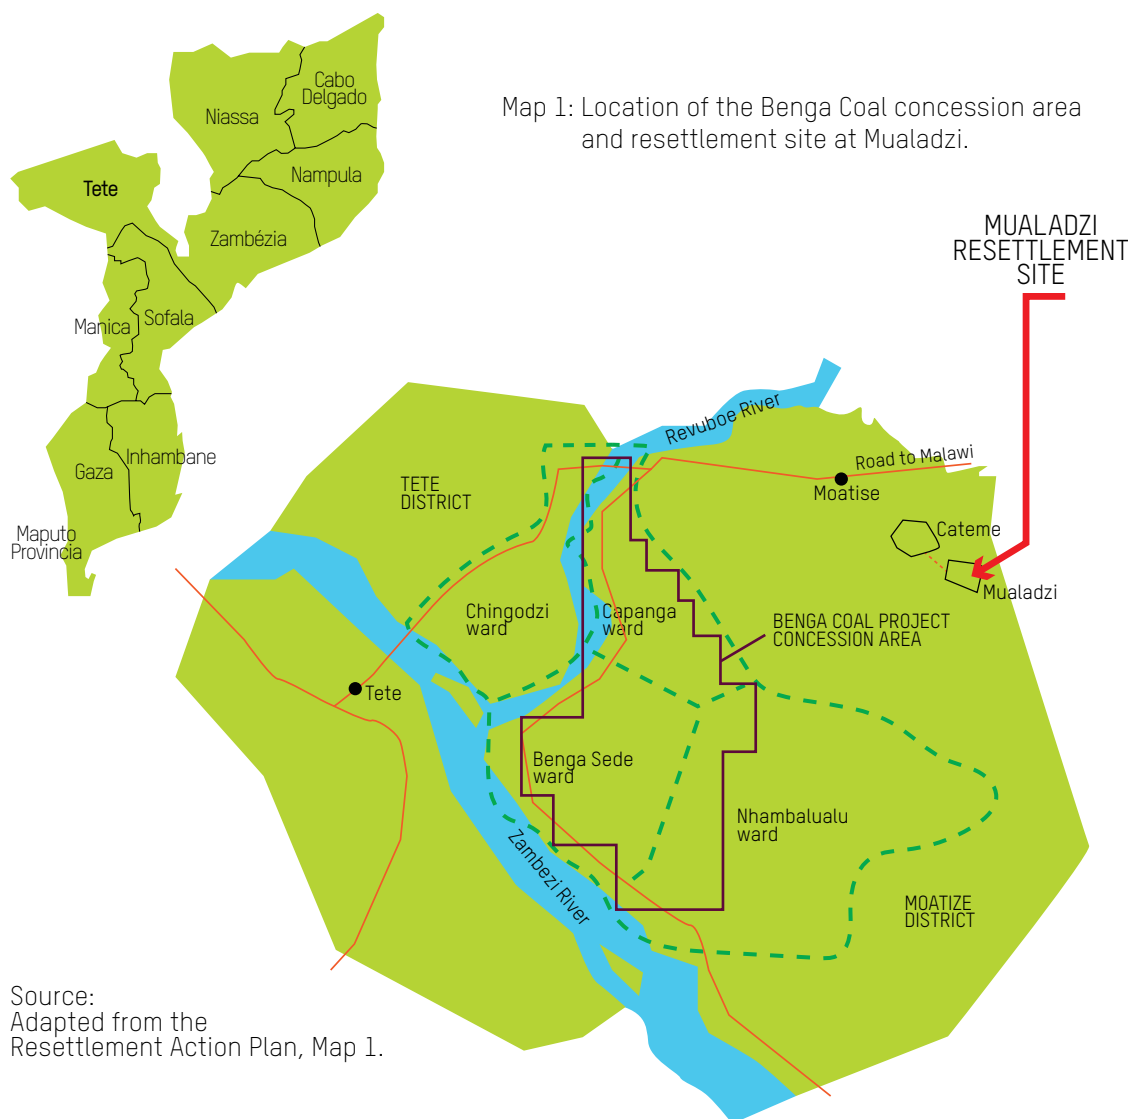 Map 1: Location of the Benga Coal concession area
and resettlement site at Mualadzi.
Cabo
Delgado
Niassa
Nampula
Tete
Zambézia
Manica
Sofala
Gaza
Inhambane
Maputo
Provincia
MUALADZI
RESETTLEMENT
SITE
Revuboe River
Road to Malawi
Moatise
TETE
DISTRICT
Cateme
Mualadzi
Chingodzi
ward
Capanga
ward
BENGA COAL PROJECT
CONCESSION AREA
Tete
Benga Sede
ward
Nhambalualu
ward
Zambezi River
MOATIZE
DISTRICT
Source:
Adapted from the
Resettlement Action Plan, Map 1.